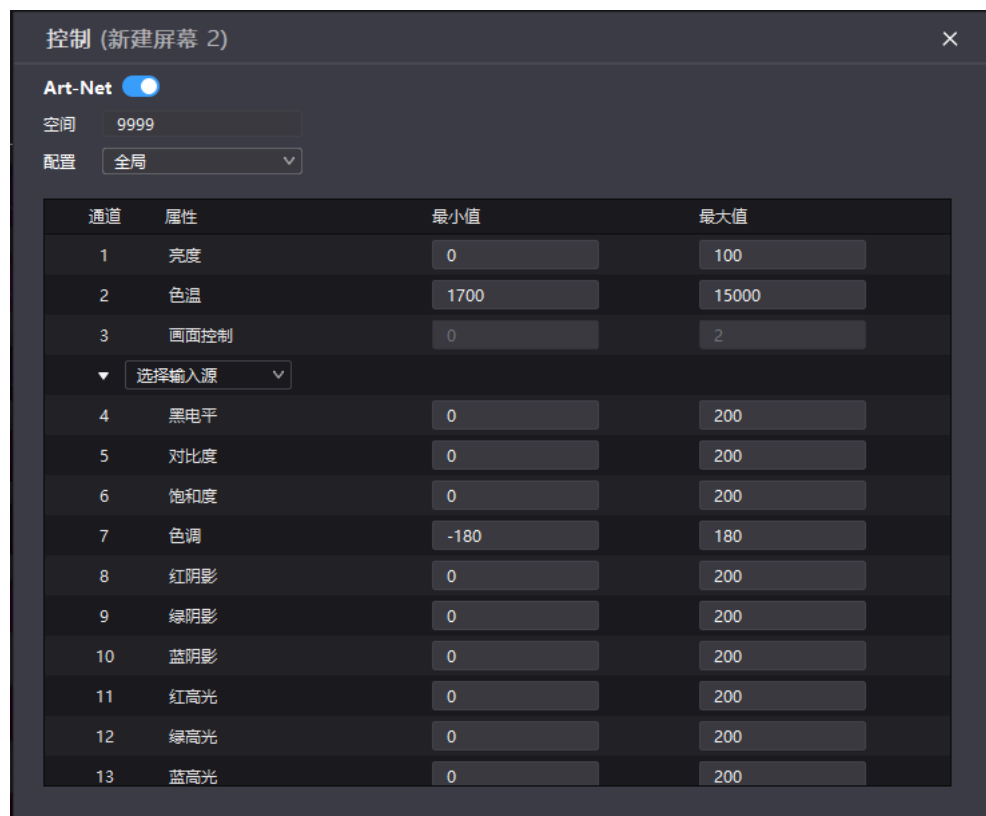 控制 (新建屏幕 2)
Art-Net
空间 9999
配置 全局
通道 属性 最小值 最大值
1 亮度 0 100
2 色温 1700 15000
3 画面控制 0 2
选择输入源
4 黑电平 0 200
5 对比度 0 200
6 饱和度 0 200
7 色调 -180 180
8 红阴影 0 200
9 绿阴影 0 200
10 蓝阴影 0 200
11 红高光 0 200
12 绿高光 0 200
13 蓝高光 0 200